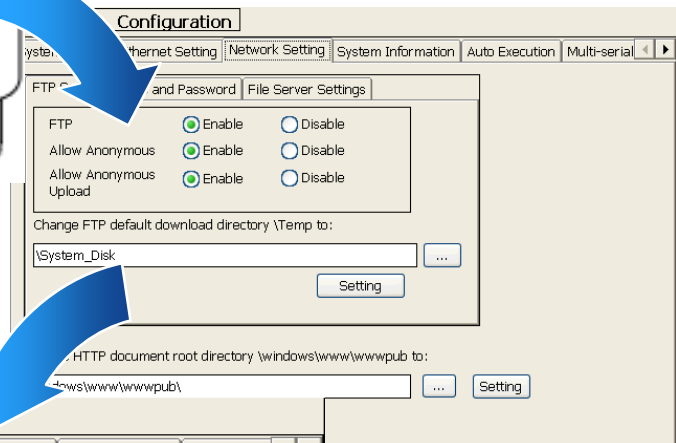 Configuration
Ethernet Setting Network Setting System Information Auto Execution Multi-serial
FTP and Password File Server Settings
FTP Enable Disable
Allow Anonymous Enable Disable
Allow Anonymous
Upload Enable Disable
Change FTP default download directory \Temp to:
\System_Disk ...
Setting
HTTP document root directory \windows\www\wwwpub to:
dows\www\wwwpub\ ... Setting